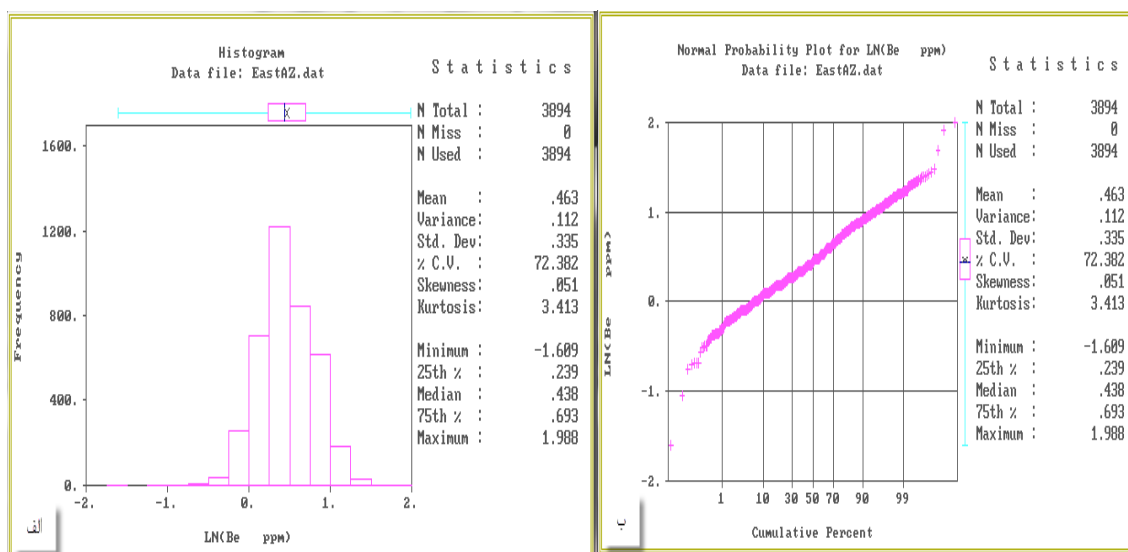 Histogram
Data file: EastAZ.dat
Statistics
N Total : 3894
N Miss : 0
N Used : 3894
Mean .463
Variance: .112
Std. Dev: .335
% C.V. : 72.382
Skewness: .051
Kurtosis: 3.413
Minimum : -1.609
25th % : .239
Median : .438
75th % : .693
Maximum : 1.988
Frequency
1600.
1200.
800.
400.
0.
-2. -1. 0. 1. 2.
LN(Be ppm)
الف
Normal Probability Plot for LN(Be ppm)
Data file: EastAZ.dat
Statistics
N Total : 3894
N Miss : 0
N Used : 3894
Mean : .463
Variance: .112
Std. Dev: .335
% C.V. : 72.382
Skewness: .051
Kurtosis: 3.413
Minimum : -1.609
25th % : .239
Median : .438
75th % : .693
Maximum : 1.988
LN(Be ppm)
2.
1.
0.
-1.
-2.
1 10 30 50 70 90 99
Cumulative Percent